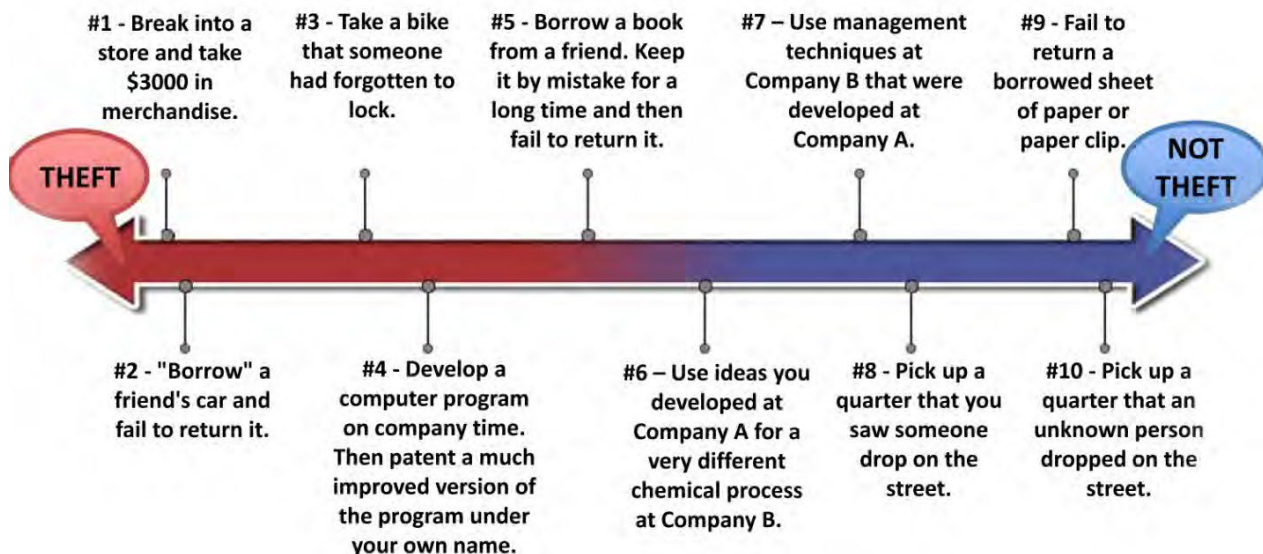 #1 - Break into a
store and take
$3000 in
merchandise.
#3 - Take a bike
that someone
had forgotten to
lock.
#5 - Borrow a book
from a friend. Keep
it by mistake for a
long time and then
fail to return it.
#7 – Use management
techniques at
Company B that were
developed at
Company A.
#9 - Fail to
return a
borrowed sheet
of paper or
paper clip.
THEFT
NOT
THEFT
#2 - "Borrow" a
friend's car and
fail to return it.
#4 - Develop a
computer program
on company time.
Then patent a much
improved version of
the program under
your own name.
#6 – Use ideas you
developed at
Company A for a
very different
chemical process
at Company B.
#8 - Pick up a
quarter that you
saw someone
drop on the
street.
#10 - Pick up a
quarter that an
unknown person
dropped on the
street.